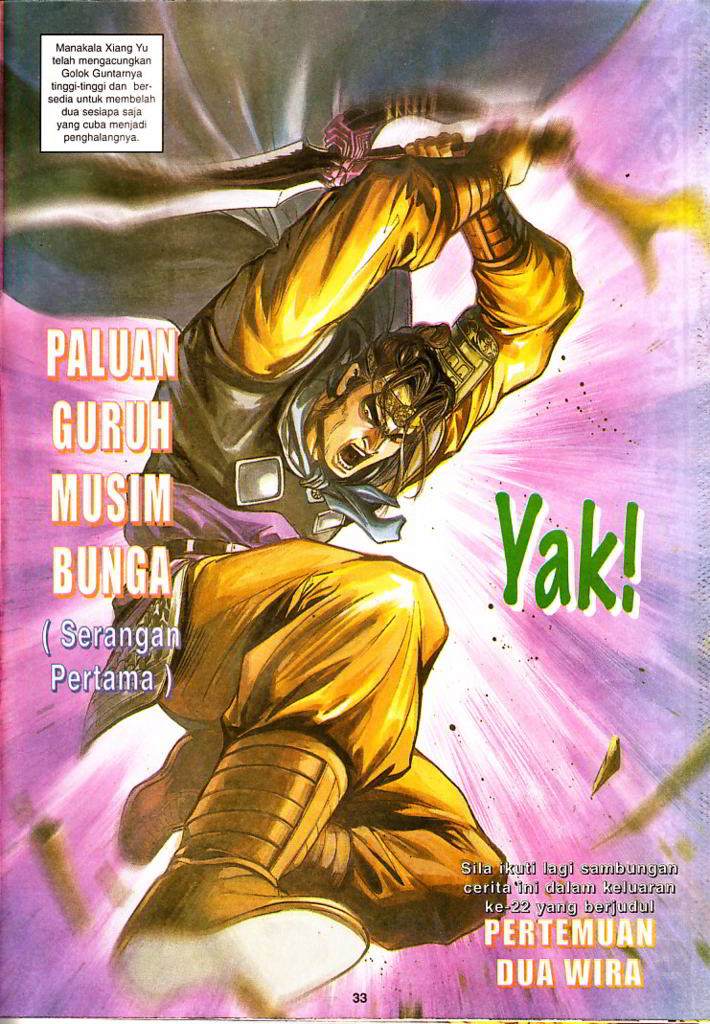 Manakala Xiang Yu
telah mengacungkan
Golok Guntarnya
tinggi-tinggi dan ber-
sedia untuk membelah
dua sesiapa saja
yang cuba menjadi
penghalangnya.
PALUAN
GURUH
MUSIM
BUNGA
( Serangan
Pertama )
Yak!
Sila ikuti lagi sambungan
cerita ini dalam keluaran
ke-22 yang berjudul
PERTEMUAN
DUA WIRA
33